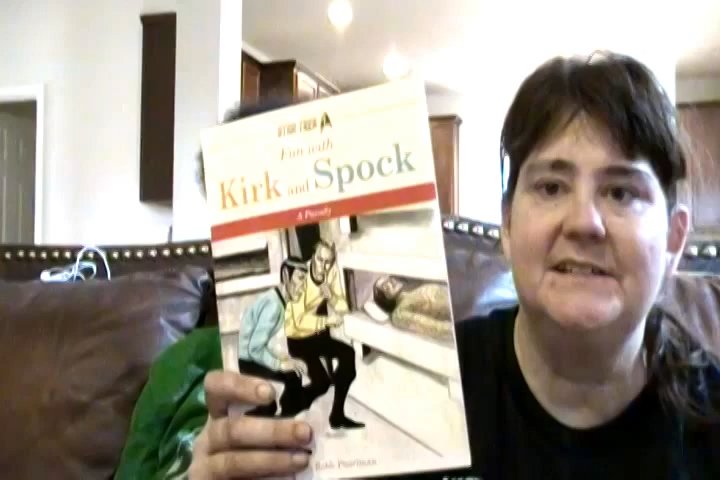 STAR TREK
Fun with
Kirk and Spock
A Parody
Robb Pearlman